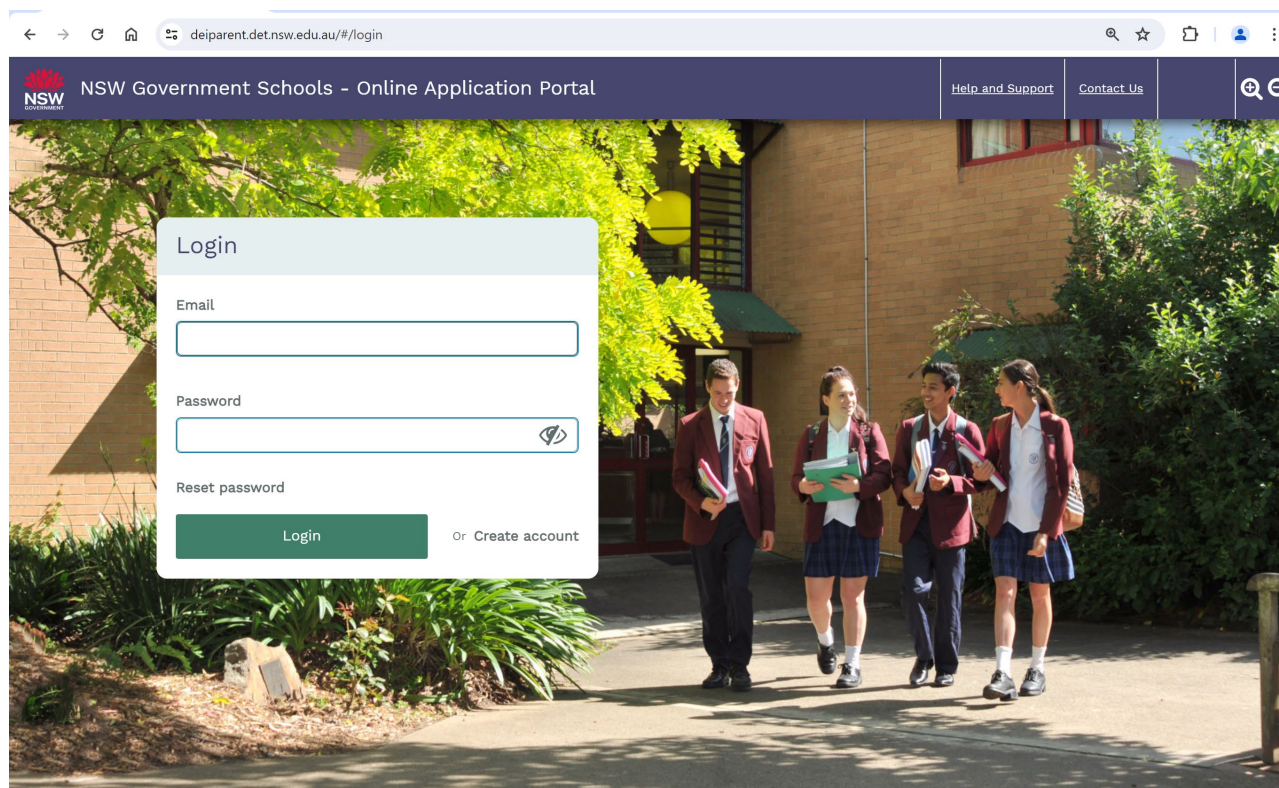 deiparent.det.nsw.edu.au/#/login
NSW
GOVERNMENT
NSW Government Schools - Online Application Portal
Help and Support
Contact Us
Login
Email
Password
Reset password
Login
Or Create account